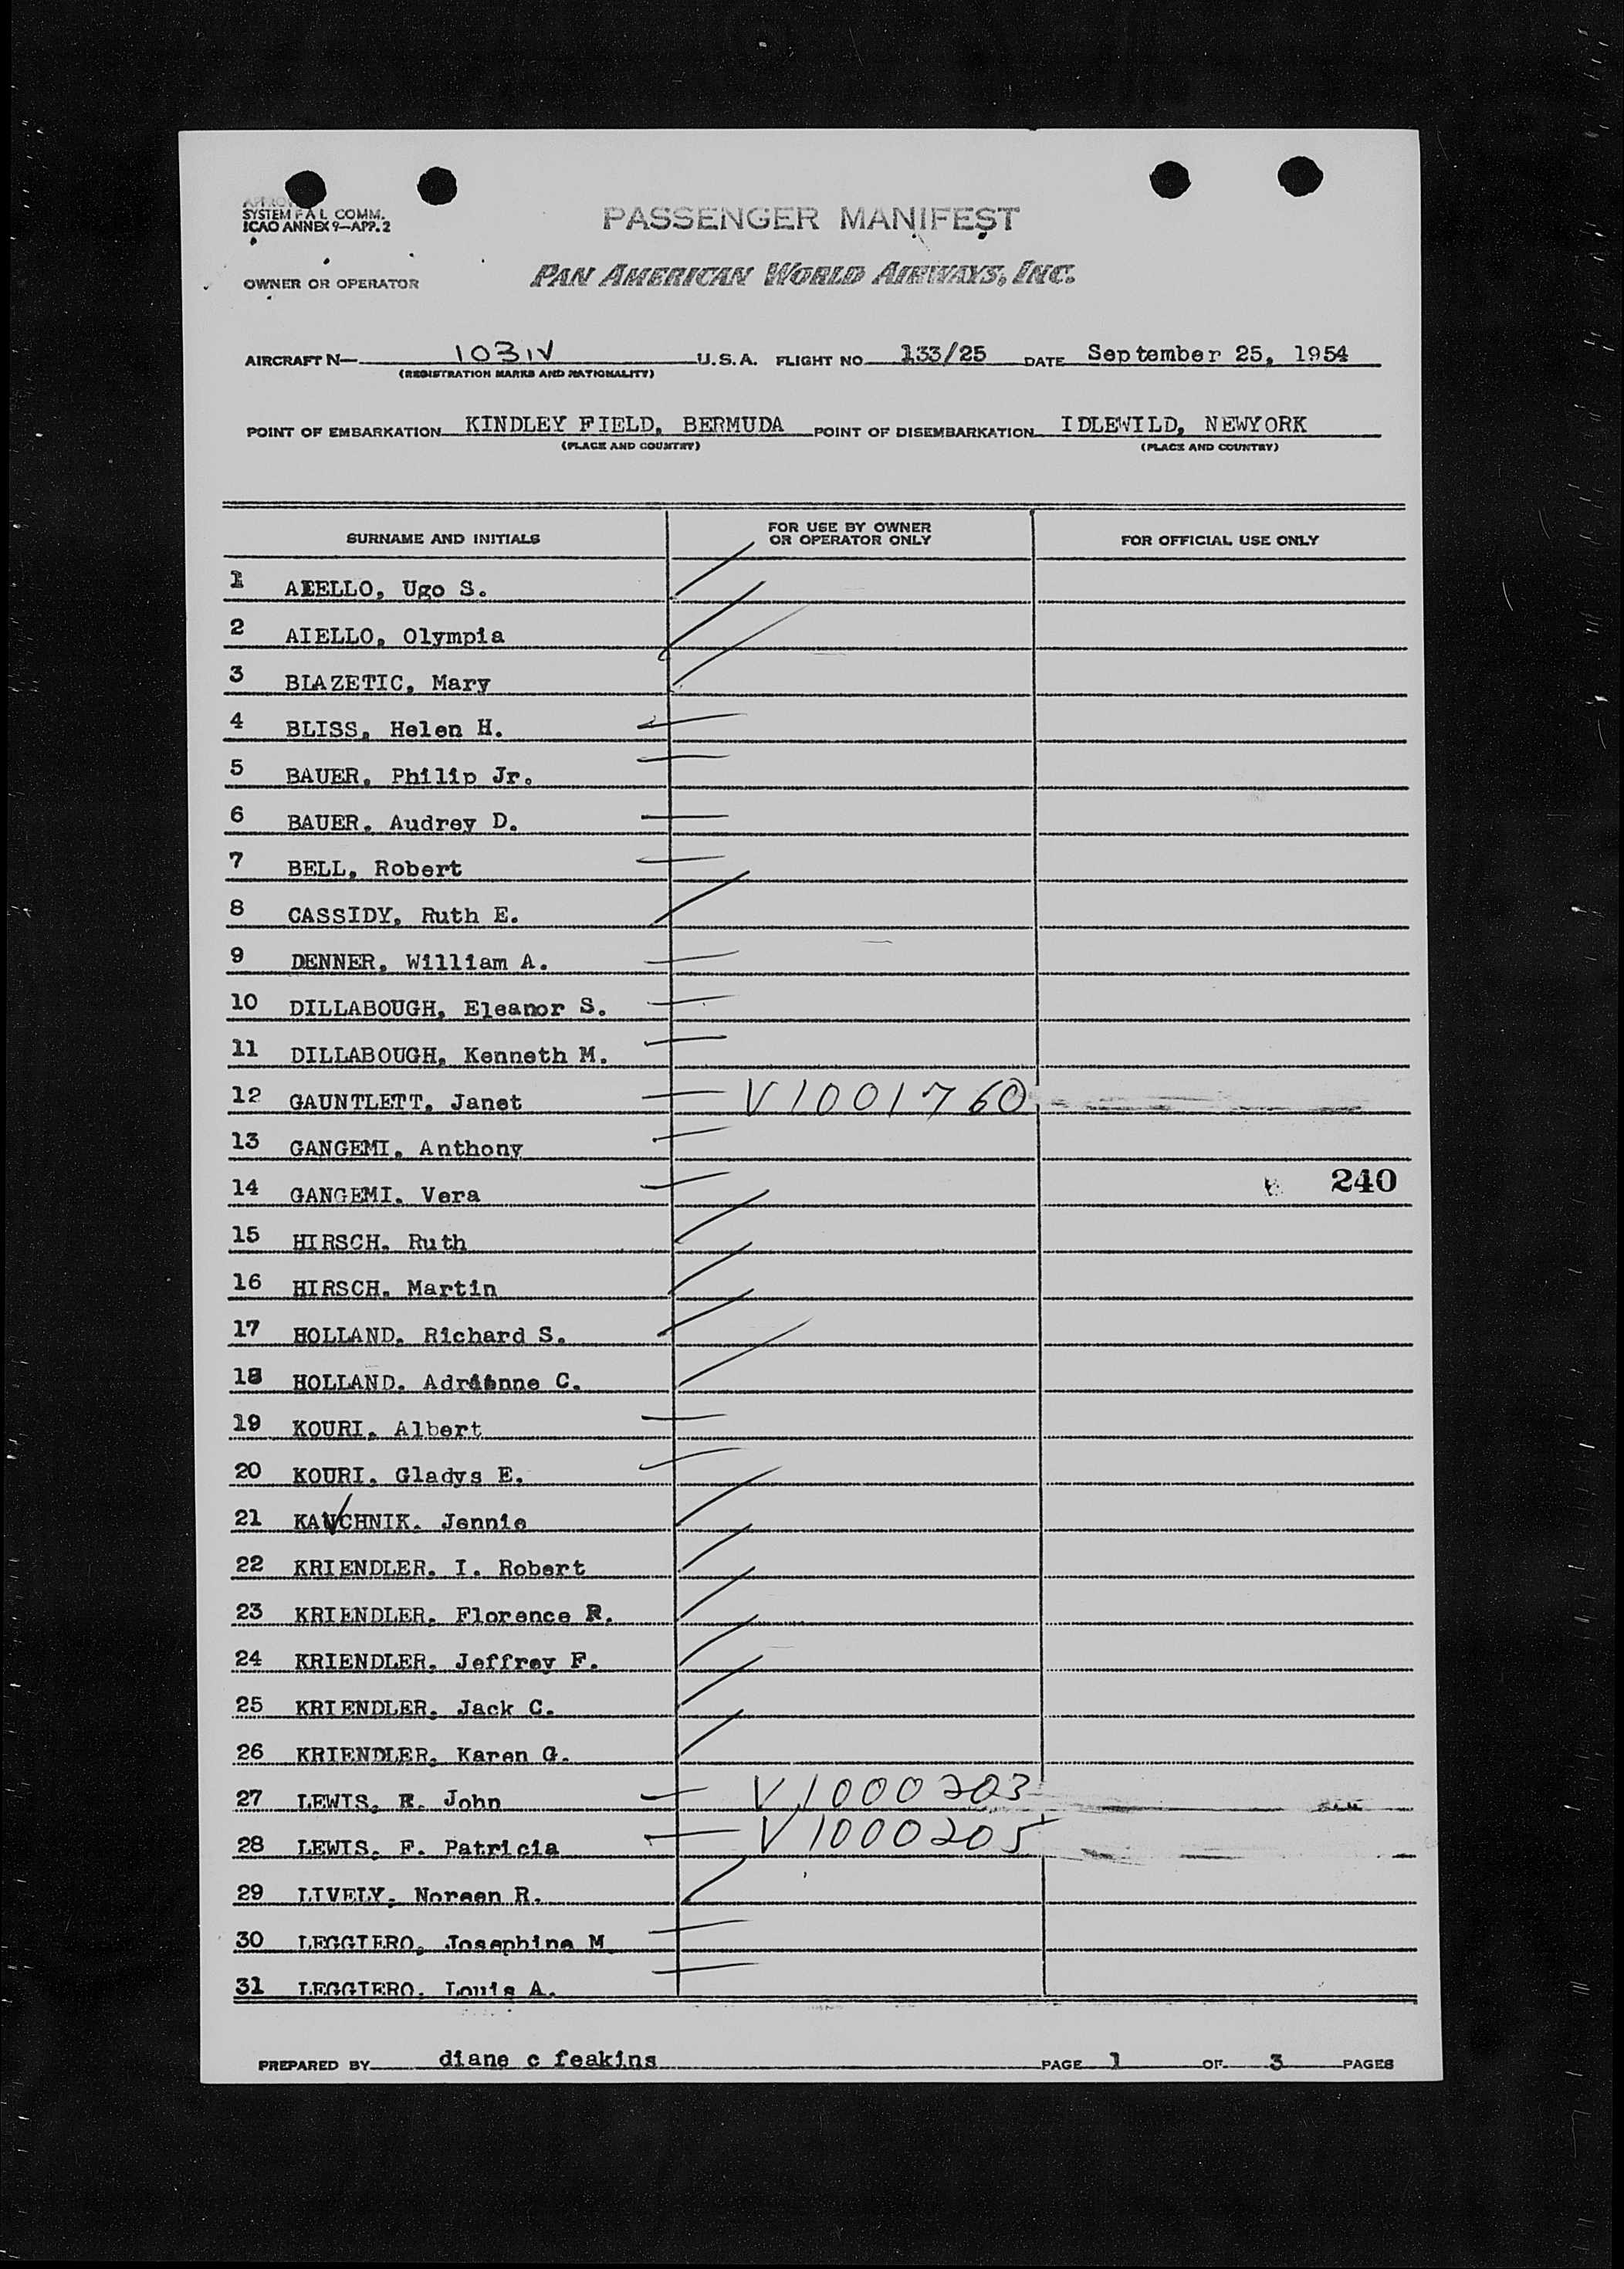 SYSTEM F A L COMM.
ICAO ANNEX 9—APP. 2
PASSENGER MANIFEST
OWNER OR OPERATOR
PAN AMERICAN WORLD AIRWAYS, INC.
AIRCRAFT N— 1031V U.S.A. FLIGHT NO 133/25 DATE September 25, 1954
(REGISTRATION MARKS AND NATIONALITY)
POINT OF EMBARKATION KINDLEY FIELD, BERMUDA POINT OF DISEMBARKATION IDLEWILD, NEWYORK
(PLACE AND COUNTRY) (PLACE AND COUNTRY)
SURNAME AND INITIALS FOR USE BY OWNER OR OPERATOR ONLY FOR OFFICIAL USE ONLY
1 AIELLO, Ugo S.
2 AIELLO, Olympia
3 BLAZETIC, Mary
4 BLISS, Helen H.
5 BAUER, Philip Jr.
6 BAUER, Audrey D.
7 BELL, Robert
8 CASSIDY, Ruth E.
9 DENNER, William A.
10 DILLABOUGH, Eleanor S.
11 DILLABOUGH, Kenneth M.
12 GAUNTLETT, Janet V1001760
13 GANGEMI, Anthony
14 GANGEMI, Vera 240
15 HIRSCH, Ruth
16 HIRSCH, Martin
17 HOLLAND, Richard S.
18 HOLLAND, Adrienne C.
19 KOURI, Albert
20 KOURI, Gladys E.
21 KAVCHNIK, Jennie
22 KRIENDLER, I. Robert
23 KRIENDLER, Florence R.
24 KRIENDLER, Jeffrey F.
25 KRIENDLER, Jack C.
26 KRIENDLER, Karen G.
27 LEWIS, R. John V1000203
28 LEWIS, F. Patricia V1000205
29 LIVELY, Noreen R.
30 LEGGIERO, Josephine M
31 LEGGIERO, Louis A.
PREPARED BY diane c feakins PAGE 1 OF 3 PAGES